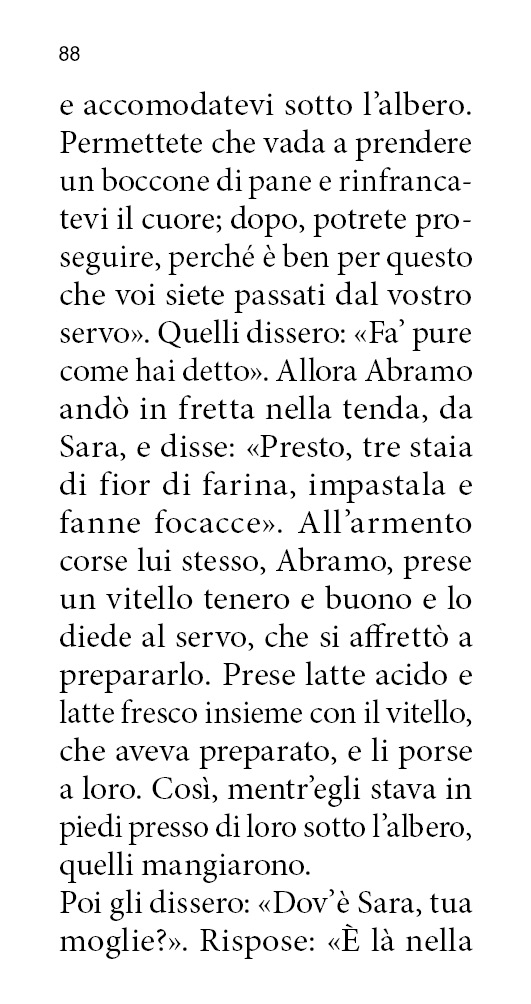 88
e accomodatevi sotto l’albero.
Permettete che vada a prendere
un boccone di pane e rinfranca-
tevi il cuore; dopo, potrete pro-
seguire, perché è ben per questo
che voi siete passati dal vostro
servo». Quelli dissero: «Fa’ pure
come hai detto». Allora Abramo
andò in fretta nella tenda, da
Sara, e disse: «Presto, tre staia
di fior di farina, impastala e
fanne focacce». All’armento
corse lui stesso, Abramo, prese
un vitello tenero e buono e lo
diede al servo, che si affrettò a
prepararlo. Prese latte acido e
latte fresco insieme con il vitello,
che aveva preparato, e li porse
a loro. Così, mentr’egli stava in
piedi presso di loro sotto l’albero,
quelli mangiarono.
Poi gli dissero: «Dov’è Sara, tua
moglie?». Rispose: «È là nella